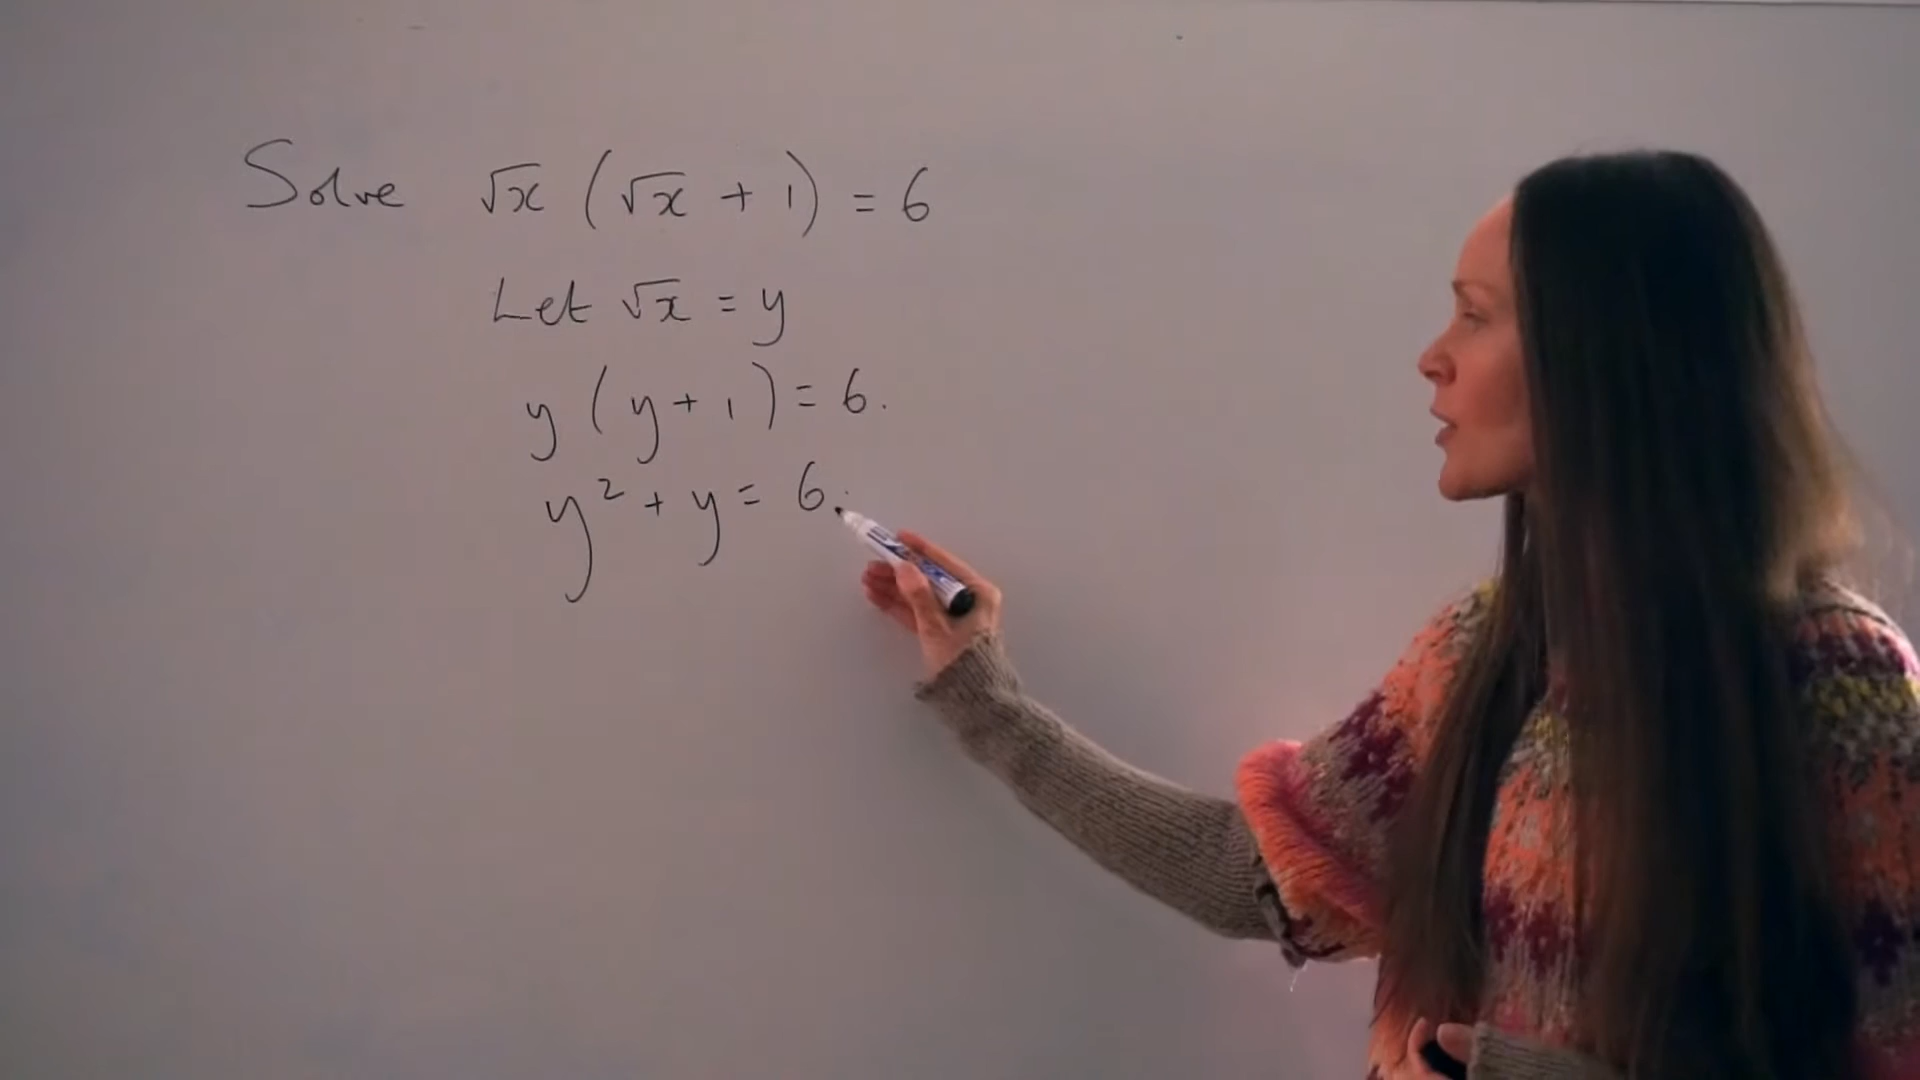 Solve √x (√x + 1) = 6
Let √x = y
y (y + 1) = 6.
y² + y = 6.